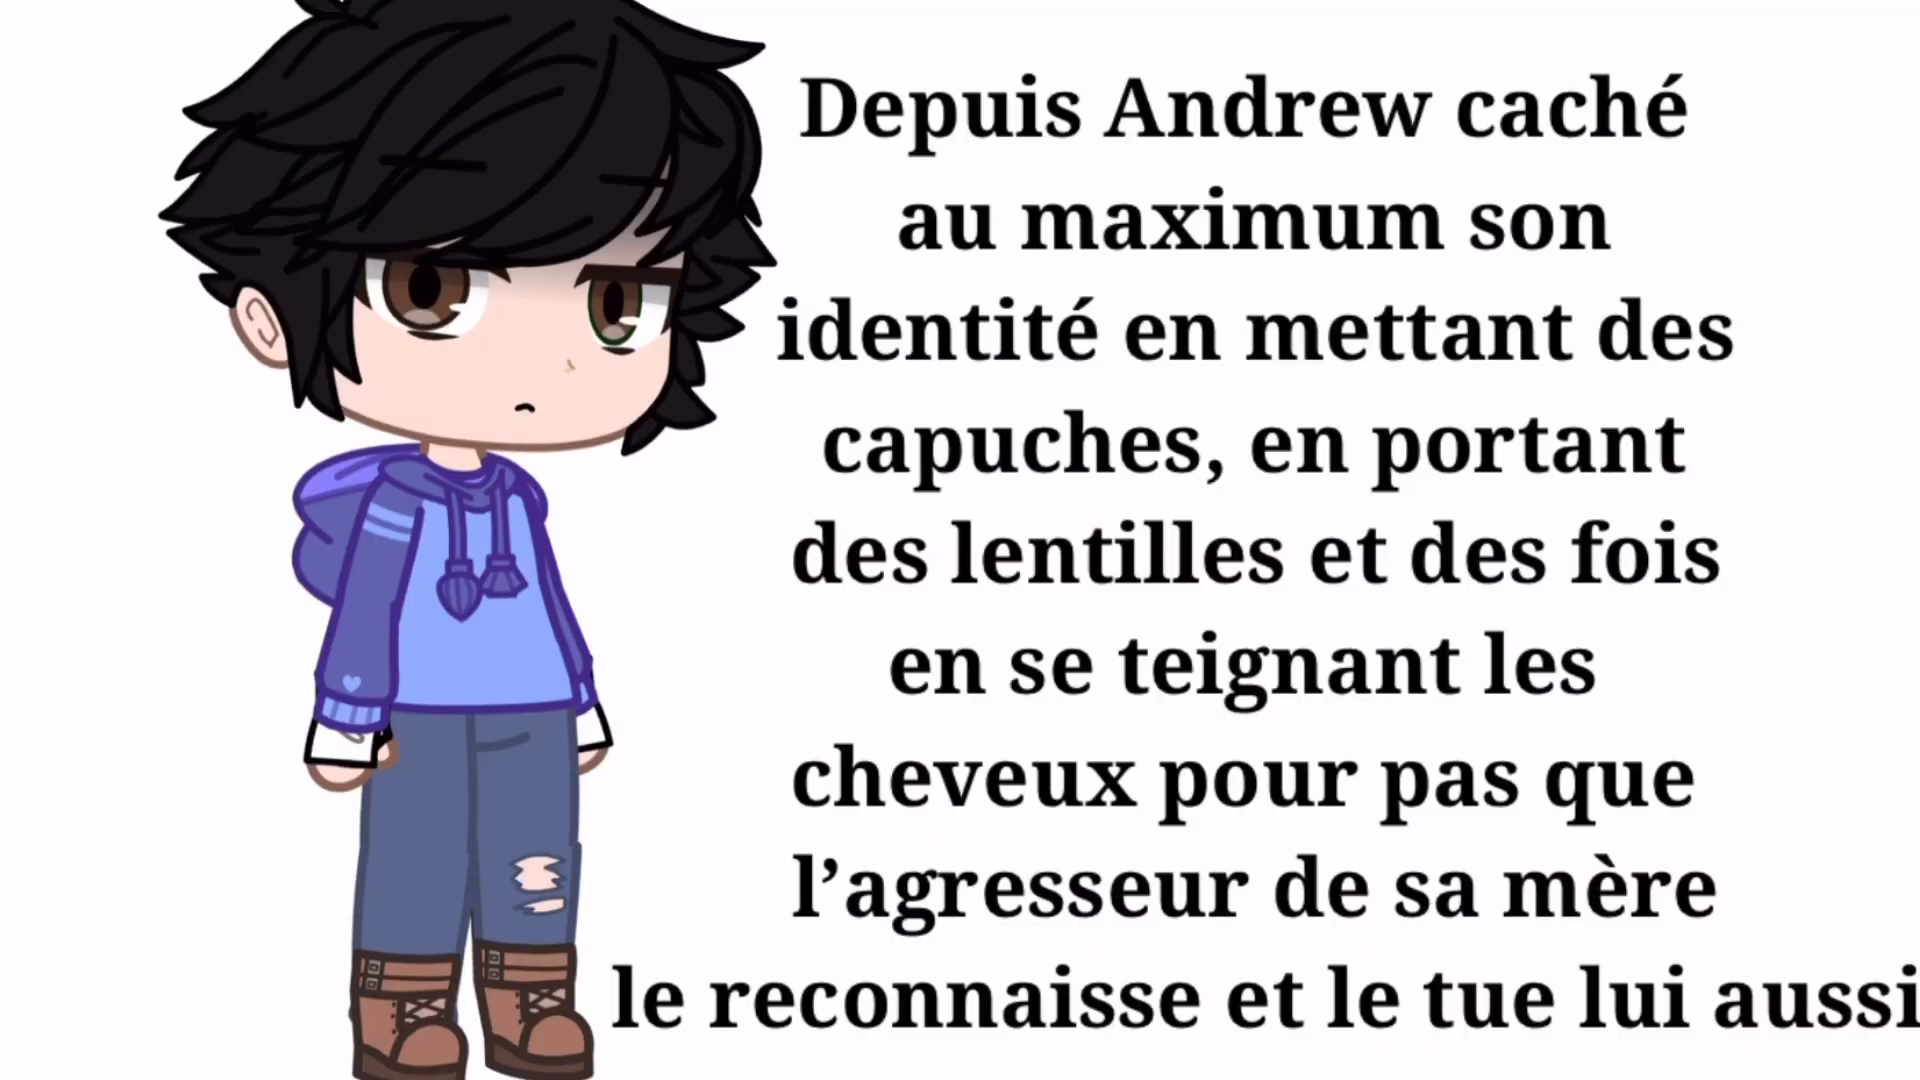 Depuis Andrew caché
au maximum son
identité en mettant des
capuches, en portant
des lentilles et des fois
en se teignant les
cheveux pour pas que
l’agresseur de sa mère
le reconnaisse et le tue lui aussi